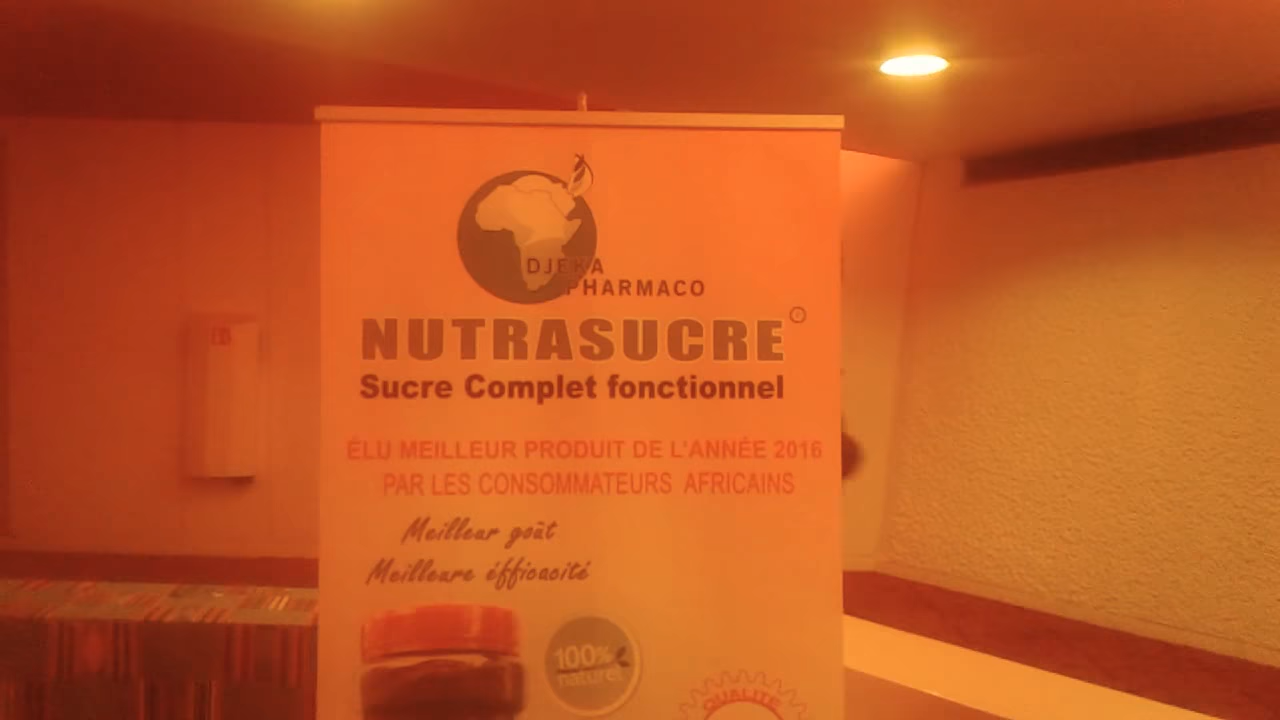 DJEKA
PHARMACO
NUTRASUCRE
Sucre Complet fonctionnel
ÉLU MEILLEUR PRODUIT DE L'ANNÉE 2016
PAR LES CONSOMMATEURS AFRICAINS
Meilleur goût
Meilleure éfficacité
100%
naturel
QUALITÉ